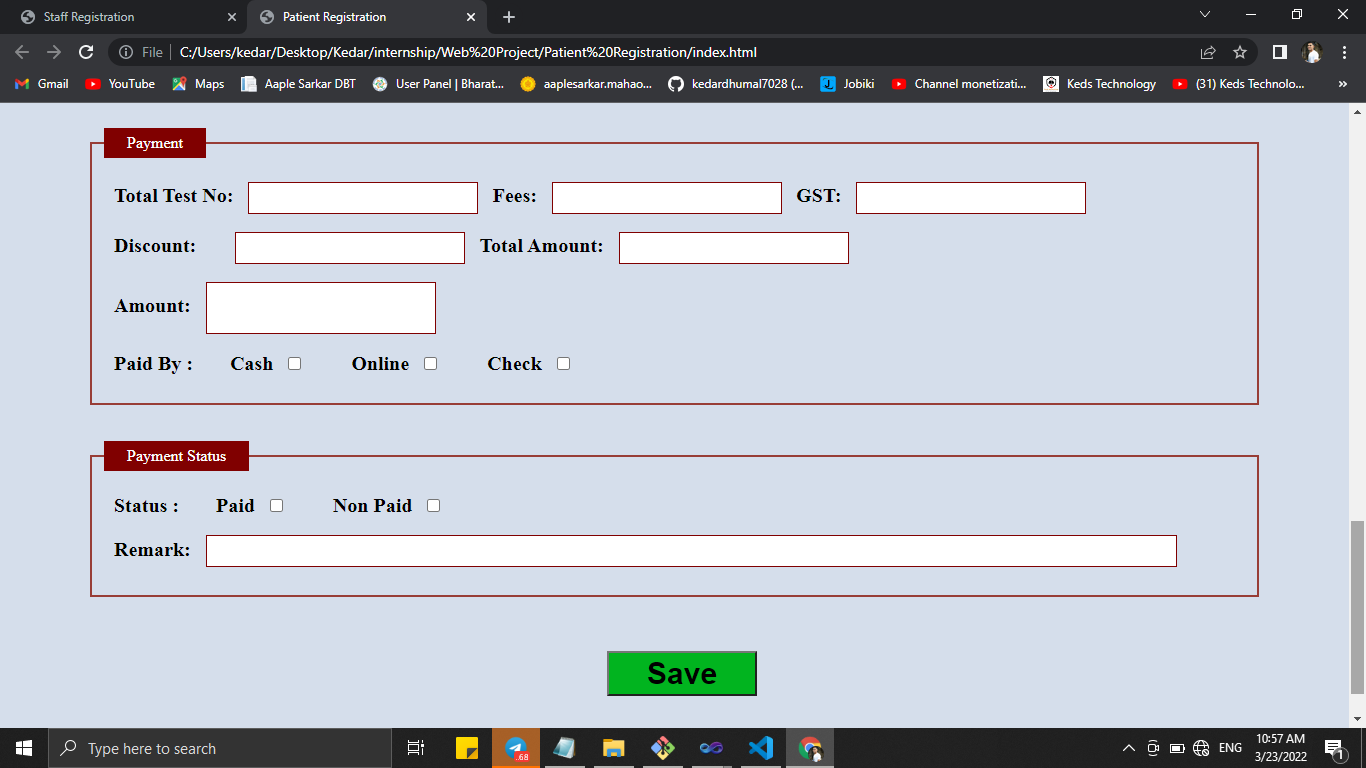 Staff Registration
Patient Registration
File
C:/Users/kedar/Desktop/Kedar/internship/Web%20Project/Patient%20Registration/index.html
Gmail
YouTube
Maps
Aaple Sarkar DBT
User Panel | Bharat...
aaplesarkar.mahao...
kedardhumal7028 (...
Jobiki
Channel monetizati...
Keds Technology
(31) Keds Technolo...
»
Payment
Total Test No: Fees: GST:
Discount: Total Amount:
Amount:
Paid By : Cash Online Check
Payment Status
Status : Paid Non Paid
Remark:
Save
Type here to search
.68
ENG
10:57 AM
3/23/2022
1